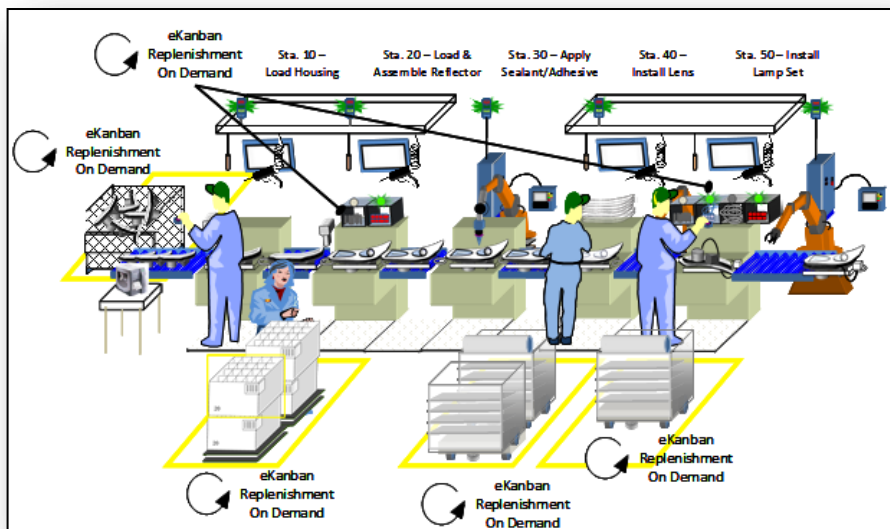 eKanban
Replenishment
On Demand
Sta. 10 –
Load Housing
Sta. 20 – Load &
Assemble Reflector
Sta. 30 – Apply
Sealant/Adhesive
Sta. 40 –
Install Lens
Sta. 50 – Install
Lamp Set
eKanban
Replenishment
On Demand
20
eKanban
Replenishment
On Demand
eKanban
Replenishment
On Demand
eKanban
Replenishment
On Demand